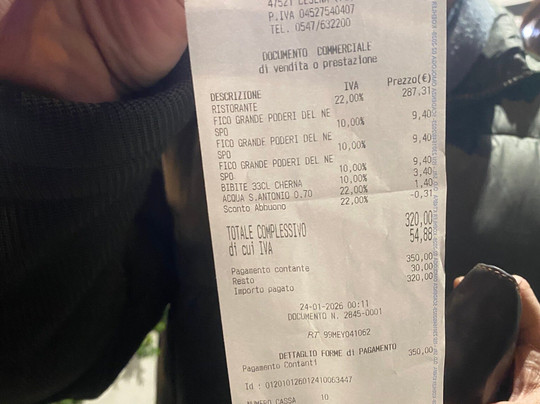 P.IVA 04527540407
TEL. 0547/632200
DOCUMENTO COMMERCIALE
di vendita o prestazione
DESCRIZIONE IVA Prezzo(€)
RISTORANTE 22,00% 287,31
FICO GRANDE PODERI DEL NE 10,00% 9,40
SPO
FICO GRANDE PODERI DEL NE 10,00% 9,40
SPO
FICO GRANDE PODERI DEL NE 10,00% 9,40
SPO
BIBITE 33CL CHERNA 10,00% 3,40
ACQUA S.ANTONIO 0.70 22,00% 1,40
Sconto Abbuono 22,00% -0,31
TOTALE COMPLESSIVO 320,00
di cui IVA 54,88
Pagamento contante 350,00
Resto 30,00
Importo pagato 320,00
24-01-2026 00:11
DOCUMENTO N. 2845-0001
RT 99MEY041062
DETTAGLIO FORME di PAGAMENTO
Pagamento Contanti 350,00
Id : 01201012601241001063447
NUMERO CASSA 10